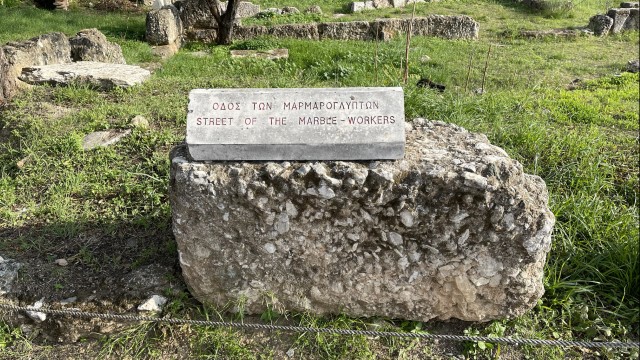 ΟΔΟΣ ΤΩΝ ΜΑΡΜΑΡΟΓΛΥΠΤΩΝ
STREET OF THE MARBLE-WORKERS